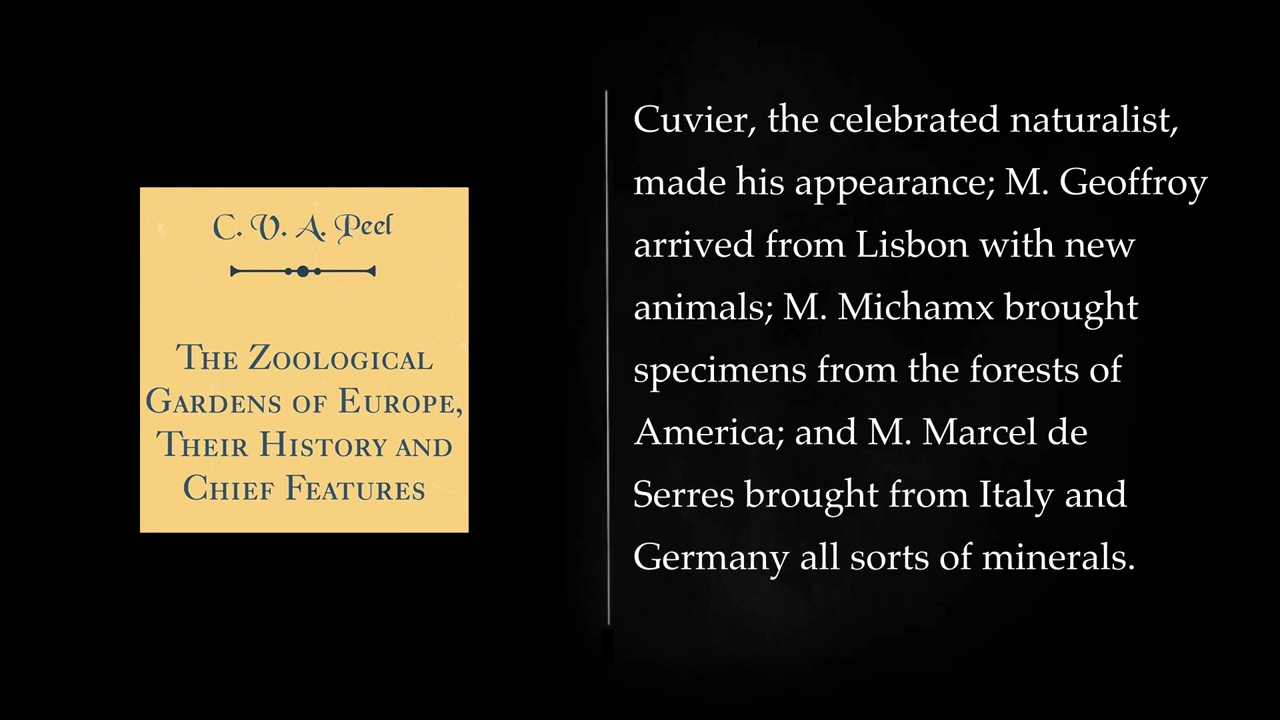 C. V. A. Peel
The Zoological
Gardens of Europe,
Their History and
Chief Features
Cuvier, the celebrated naturalist,
made his appearance; M. Geoffroy
arrived from Lisbon with new
animals; M. Michamx brought
specimens from the forests of
America; and M. Marcel de
Serres brought from Italy and
Germany all sorts of minerals.